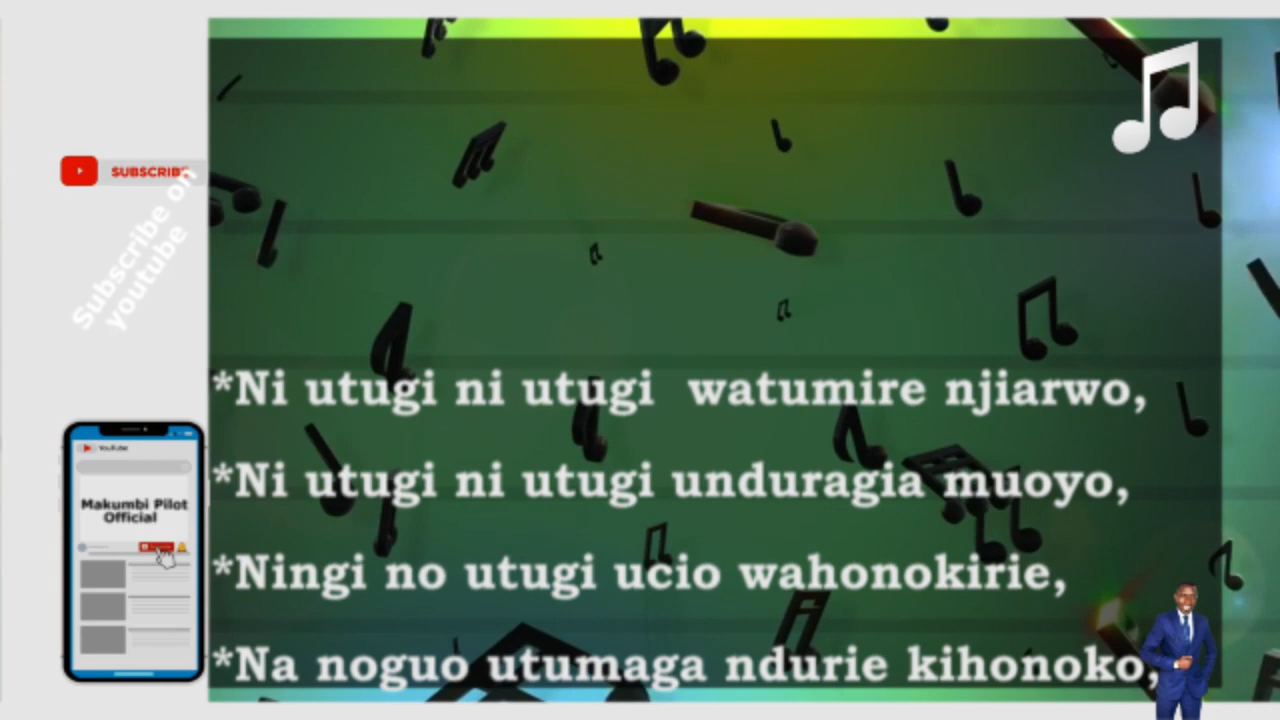 SUBSCRIBE
Subscribe on
youtube
YouTube
Makumbi Pilot
Official
*Ni utugi ni utugi watumire njiarwo,
*Ni utugi ni utugi unduragia muoyo,
*Ningi no utugi ucio wahonokirie,
*Na noguo utumaga ndurie kihonoko,